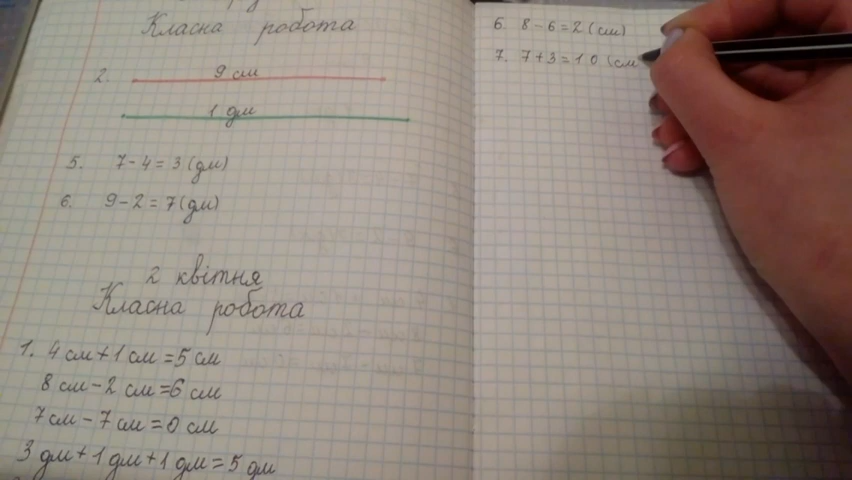 Класна робота
2. 9 см
1 дм
5. 7-4=3(дм)
6. 9-2=7(дм)
2 квітня
Класна робота
1. 4 см+1 см=5 см
8 см-2 см=6 см
7 см-7 см=0 см
3 дм+1 дм+1 дм=5 дм
6. 8-6=2(см)
7. 7+3=10(см